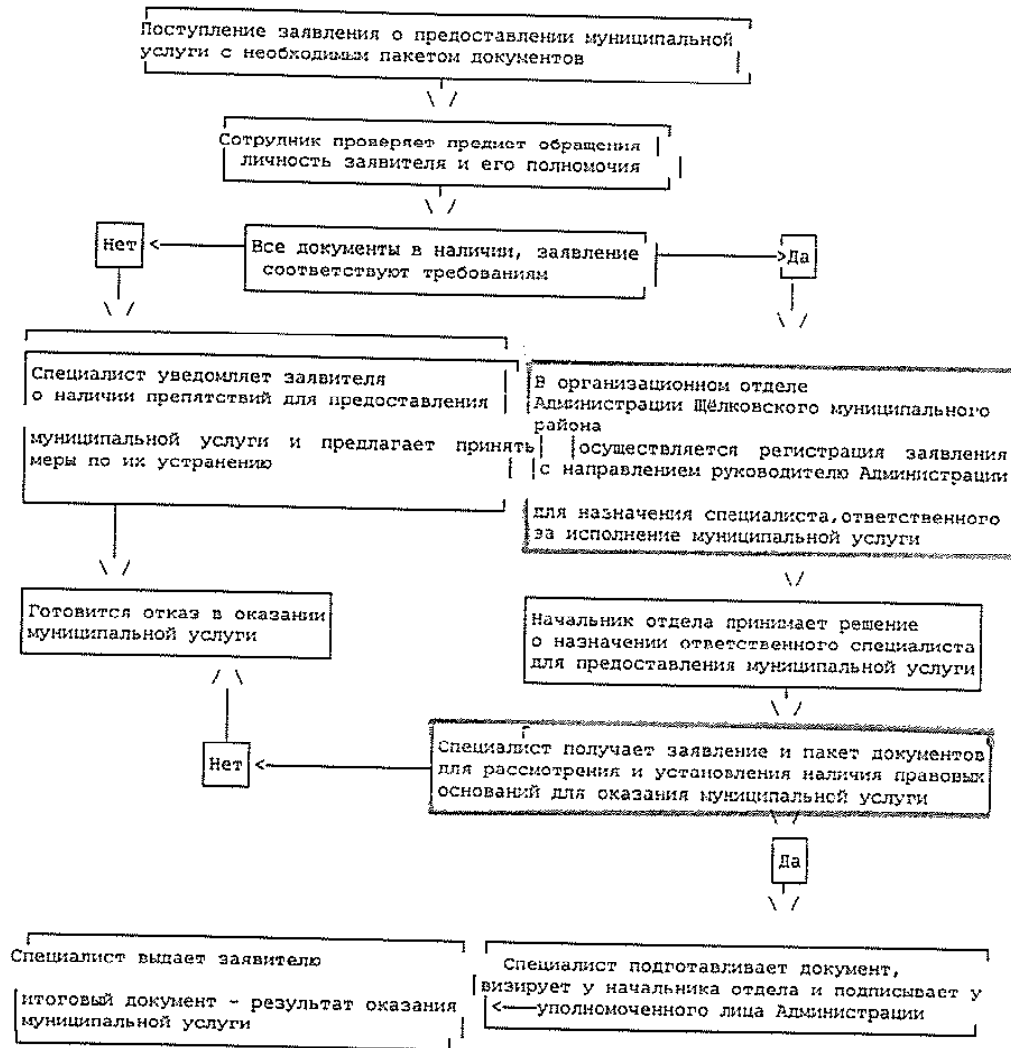 Поступление заявления о предоставлении муниципальной
услуги с необходимым пакетом документов
Сотрудник проверяет предмет обращения
личность заявителя и его полномочия
Нет
Все документы в наличии, заявление
соответствуют требованиям
Да
Специалист уведомляет заявителя
о наличии препятствий для предоставления
муниципальной услуги и предлагает принять
меры по их устранению
В организационном отделе
Администрации Щёлковского муниципального
района
осуществляется регистрация заявления
с направлением руководителю Администрации
для назначения специалиста, ответственного
за исполнение муниципальной услуги
Готовится отказ в оказании
муниципальной услуги
Начальник отдела принимает решение
о назначении ответственного специалиста
для предоставления муниципальной услуги
Нет
Специалист получает заявление и пакет документов
для рассмотрения и установления наличия правовых
оснований для оказания муниципальной услуги
Да
Специалист выдает заявителю
итоговый документ - результат оказания
муниципальной услуги
Специалист подготавливает документ,
визирует у начальника отдела и подписывает у
уполномоченного лица Администрации